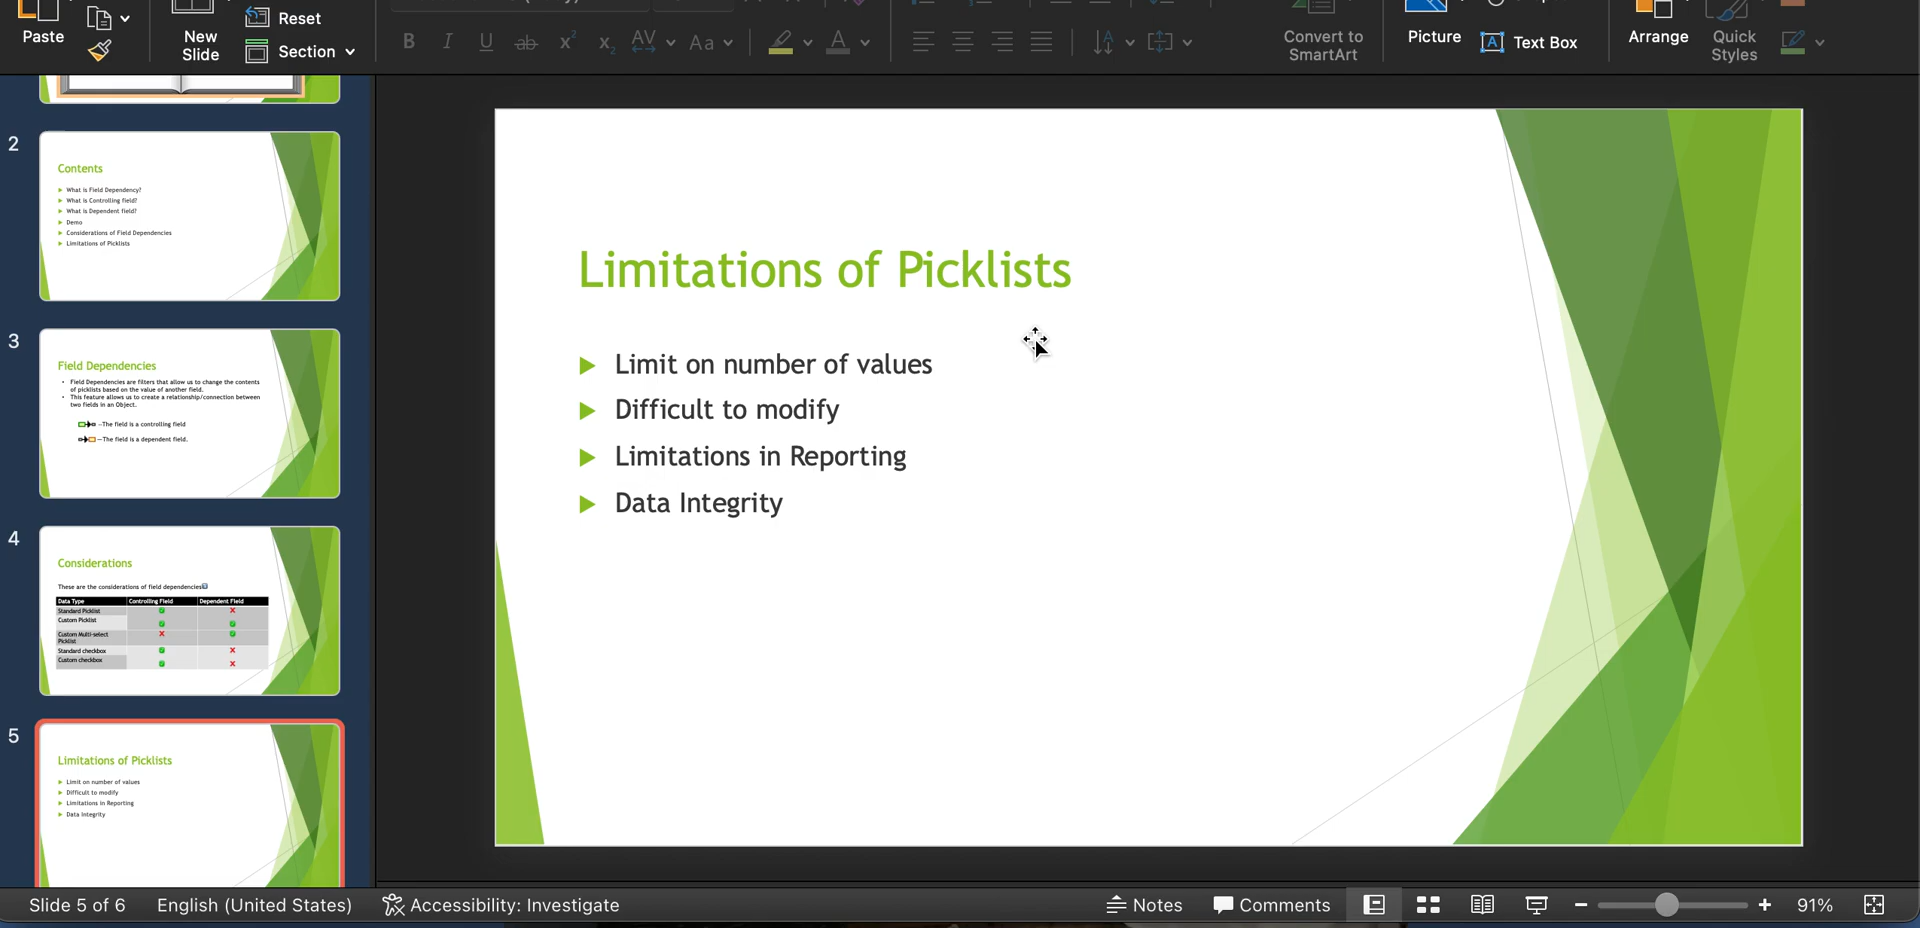 Paste
New
Slide
Reset
Section
B I U ab x² x₂ AV Aa A
Convert to
SmartArt
Picture
Text Box
Arrange
Quick
Styles
2
Contents
What is Field Dependency?
What is Controlling field?
What is Dependent field?
Demo
Considerations of Field Dependencies
Limitations of Picklists
3
Field Dependencies
• Field Dependencies are filters that allow us to change the contents
of picklists based on the value of another field.
• This feature allows us to create a relationship/connection between
two fields in an Object.
--The field is a controlling field
—The field is a dependent field.
4
Considerations
These are the considerations of field dependencies
Data Type Controlling Field Dependent Field
Standard Picklist
Custom Picklist
Custom Multi-select
Picklist
Standard checkbox
Custom checkbox
5
Limitations of Picklists
Limit on number of values
Difficult to modify
Limitations in Reporting
Data Integrity
Limitations of Picklists
Limit on number of values
Difficult to modify
Limitations in Reporting
Data Integrity
Slide 5 of 6
English (United States)
Accessibility: Investigate
Notes
Comments
91%